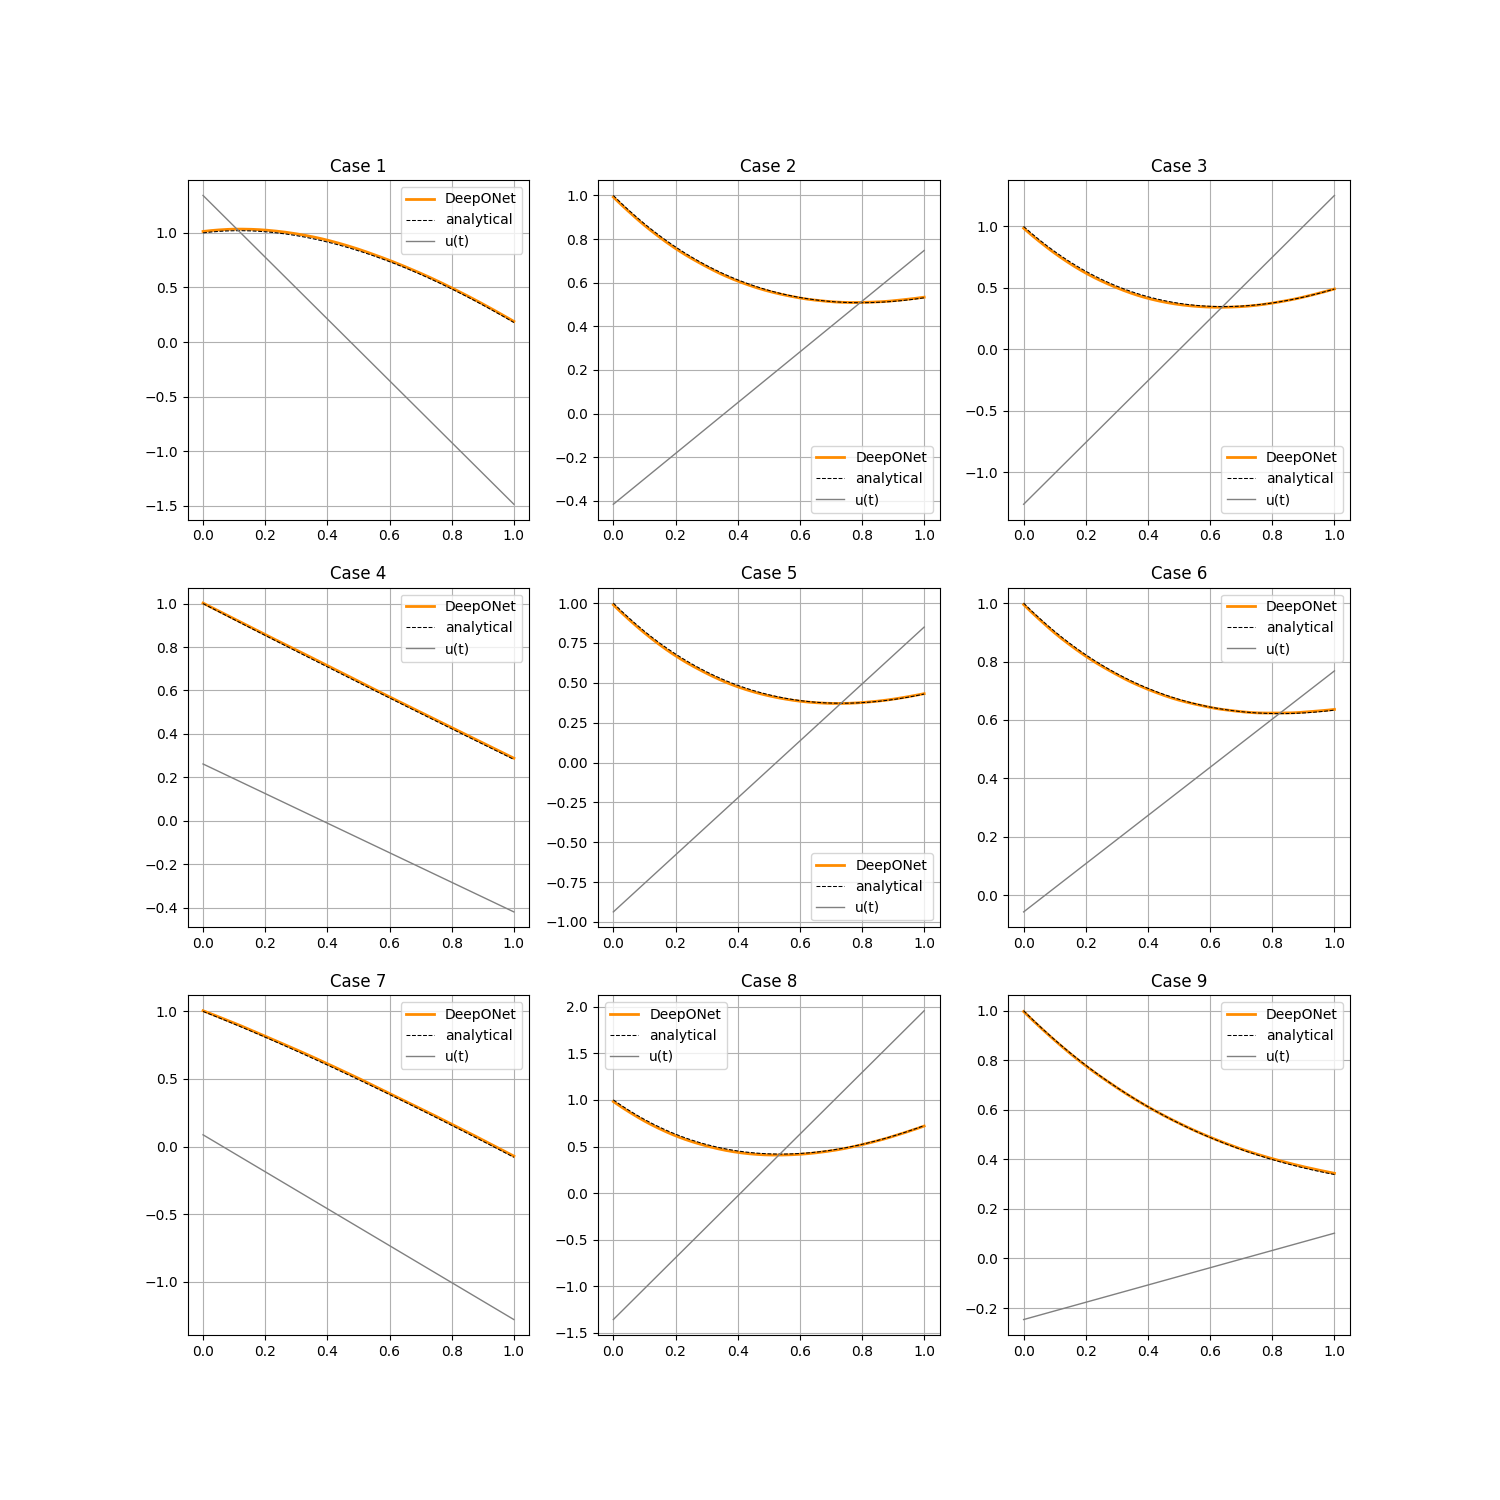 Case 1
DeepONet
analytical
u(t)
1.0
0.5
0.0
−0.5
−1.0
−1.5
0.0 0.2 0.4 0.6 0.8 1.0
Case 2
DeepONet
analytical
u(t)
1.0
0.8
0.6
0.4
0.2
0.0
−0.2
−0.4
0.0 0.2 0.4 0.6 0.8 1.0
Case 3
DeepONet
analytical
u(t)
1.0
0.5
0.0
−0.5
−1.0
0.0 0.2 0.4 0.6 0.8 1.0
Case 4
DeepONet
analytical
u(t)
1.0
0.8
0.6
0.4
0.2
0.0
−0.2
−0.4
0.0 0.2 0.4 0.6 0.8 1.0
Case 5
DeepONet
analytical
u(t)
1.00
0.75
0.50
0.25
0.00
−0.25
−0.50
−0.75
−1.00
0.0 0.2 0.4 0.6 0.8 1.0
Case 6
DeepONet
analytical
u(t)
1.0
0.8
0.6
0.4
0.2
0.0
0.0 0.2 0.4 0.6 0.8 1.0
Case 7
DeepONet
analytical
u(t)
1.0
0.5
0.0
−0.5
−1.0
0.0 0.2 0.4 0.6 0.8 1.0
Case 8
DeepONet
analytical
u(t)
2.0
1.5
1.0
0.5
0.0
−0.5
−1.0
−1.5
0.0 0.2 0.4 0.6 0.8 1.0
Case 9
DeepONet
analytical
u(t)
1.0
0.8
0.6
0.4
0.2
0.0
−0.2
0.0 0.2 0.4 0.6 0.8 1.0